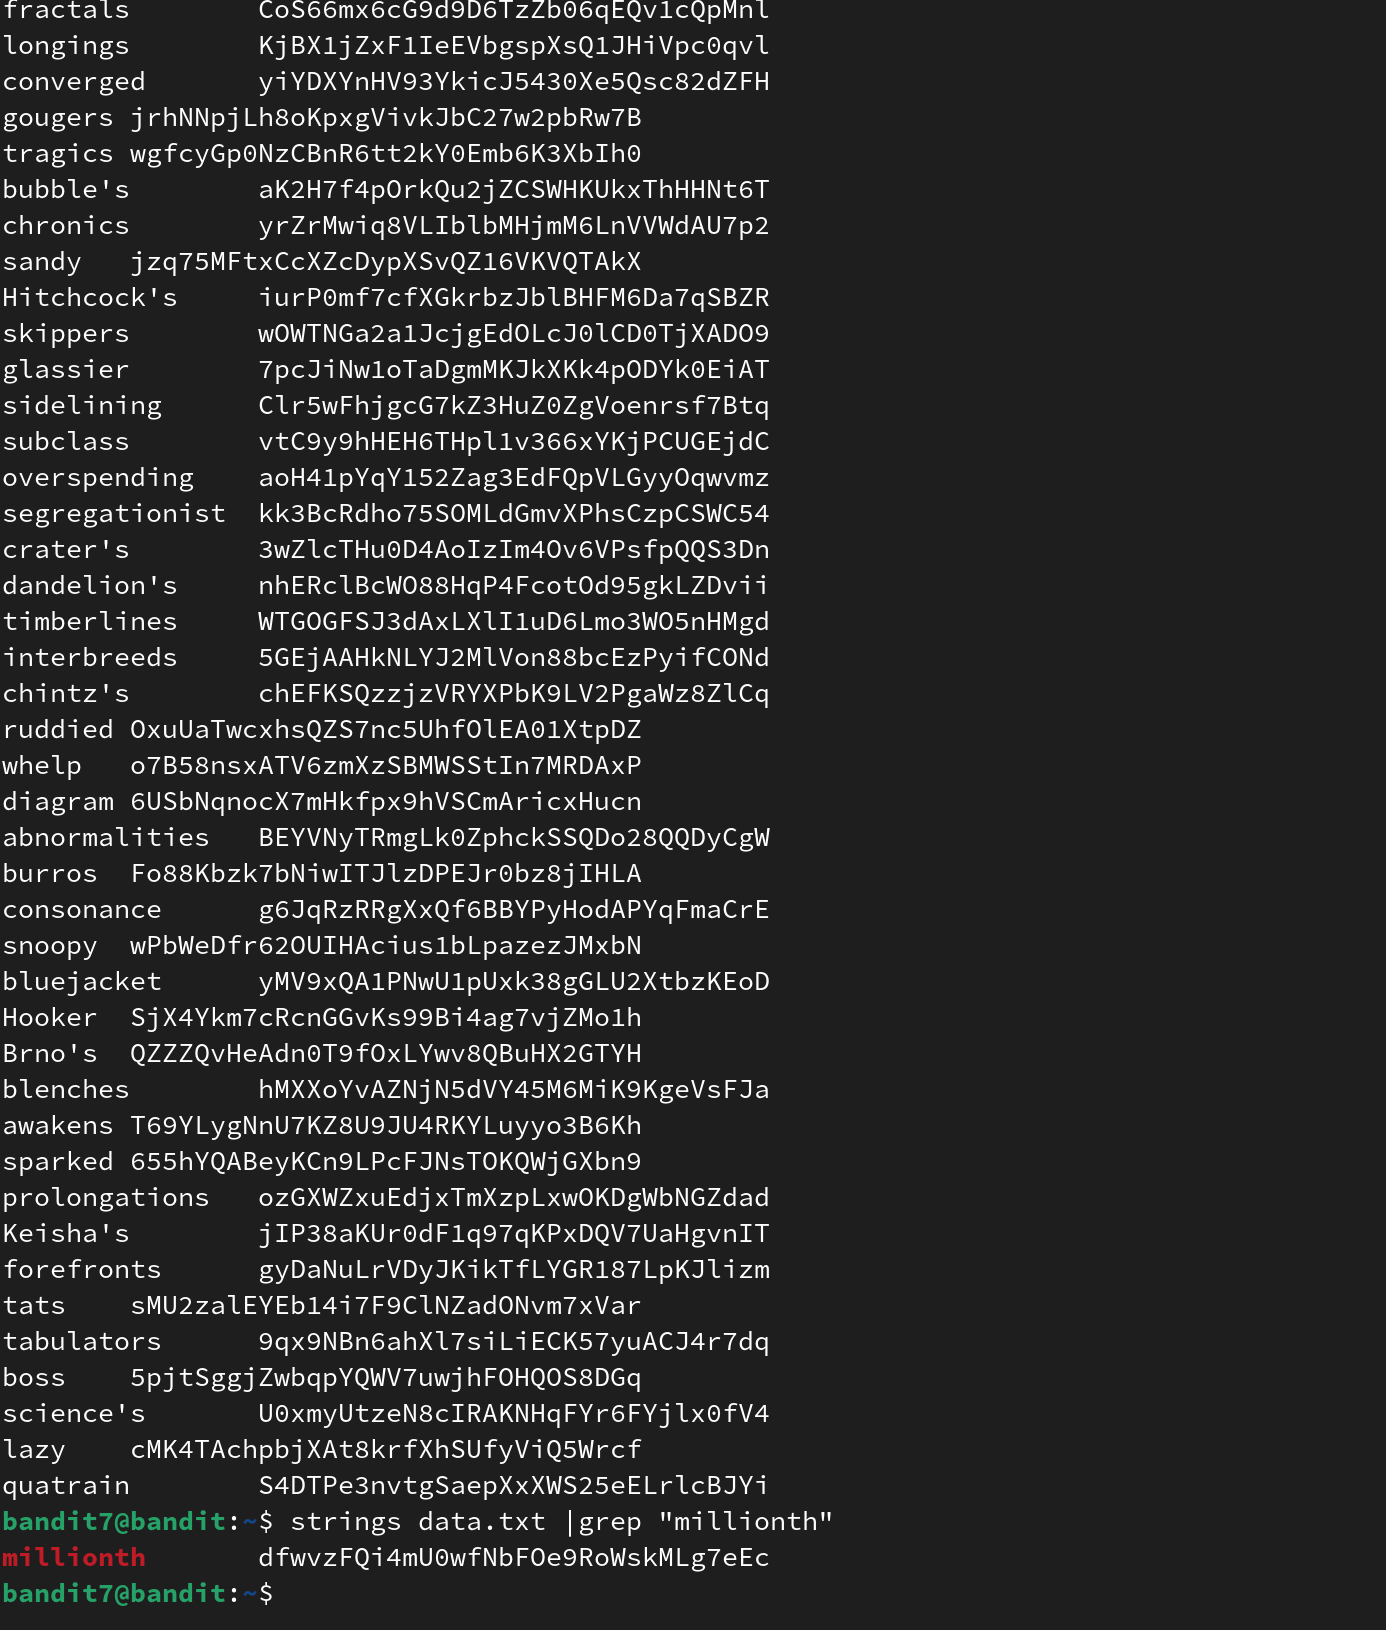 fractals        CoS66mx6cG9d9D6TzZb06qEQv1cQpMnl
longings        KjBX1jZxF1IeEVbgspXsQ1JHiVpc0qvl
converged       yiYDXYnHV93YkicJ5430Xe5Qsc82dZFH
gougers jrhNNpjLh8oKpxgVivkJbC27w2pbRw7B
tragics wgfcyGp0NzCBnR6tt2kY0Emb6K3XbIh0
bubble's        aK2H7f4pOrkQu2jZCSWHKUkxThHHNt6T
chronics        yrZrMwiq8VLIblbMHjmM6LnVVWdAU7p2
sandy   jzq75MFtxCcXZcDypXSvQZ16VKVQTAkX
Hitchcock's     iurP0mf7cfXGkrbzJblBHFM6Da7qSBZR
skippers        wOWTNGa2a1JcjgEdOLcJ0lCD0TjXADO9
glassier        7pcJiNw1oTaDgmMKJkXKk4pODYk0EiAT
sidelining      Clr5wFhjgcG7kZ3HuZ0ZgVoenrsf7Btq
subclass        vtC9y9hHEH6THpl1v366xYKjPCUGEjdC
overspending    aoH41pYqY152Zag3EdFQpVLGyyOqwvmz
segregationist  kk3BcRdho75SOMLdGmvXPhsCzpCSWC54
crater's        3wZlcTHu0D4AoIzIm4Ov6VPsfpQQS3Dn
dandelion's     nhERclBcWO88HqP4FcotOd95gkLZDvii
timberlines     WTGOGFSJ3dAxLXlI1uD6Lmo3WO5nHMgd
interbreeds     5GEjAAHkNLYJ2MlVon88bcEzPyifCONd
chintz's        chEFKSQzzjzVRYXPbK9LV2PgaWz8ZlCq
ruddied OxuUaTwcxhsQZS7nc5UhfOlEA01XtpDZ
whelp   o7B58nsxATV6zmXzSBMWSStIn7MRDAxP
diagram 6USbNqnocX7mHkfpx9hVSCmAricxHucn
abnormalities   BEYVNyTRmgLk0ZphckSSQDo28QQDyCgW
burros  Fo88Kbzk7bNiwITJlzDPEJr0bz8jIHLA
consonance      g6JqRzRRgXxQf6BBYPyHodAPYqFmaCrE
snoopy  wPbWeDfr62OUIHAcius1bLpazezJMxbN
bluejacket      yMV9xQA1PNwU1pUxk38gGLU2XtbzKEoD
Hooker  SjX4Ykm7cRcnGGvKs99Bi4ag7vjZMo1h
Brno's  QZZZQvHeAdn0T9fOxLYwv8QBuHX2GTYH
blenches        hMXXoYvAZNjN5dVY45M6MiK9KgeVsFJa
awakens T69YLygNnU7KZ8U9JU4RKYLuyyo3B6Kh
sparked 655hYQABeyKCn9LPcFJNsTOKQWjGXbn9
prolongations   ozGXWZxuEdjxTmXzpLxwOKDgWbNGZdad
Keisha's        jIP38aKUr0dF1q97qKPxDQV7UaHgvnIT
forefronts      gyDaNuLrVDyJKikTfLYGR187LpKJlizm
tats    sMU2zalEYEb14i7F9ClNZadONvm7xVar
tabulators      9qx9NBn6ahXl7siLiECK57yuACJ4r7dq
boss    5pjtSggjZwbqpYQWV7uwjhFOHQOS8DGq
science's       U0xmyUtzeN8cIRAKNHqFYr6FYjlx0fV4
lazy    cMK4TAchpbjXAt8krfXhSUfyViQ5Wrcf
quatrain        S4DTPe3nvtgSaepXxXWS25eELrlcBJYi
bandit7@bandit:~$ strings data.txt |grep "millionth"
millionth       dfwvzFQi4mU0wfNbFOe9RoWskMLg7eEc
bandit7@bandit:~$